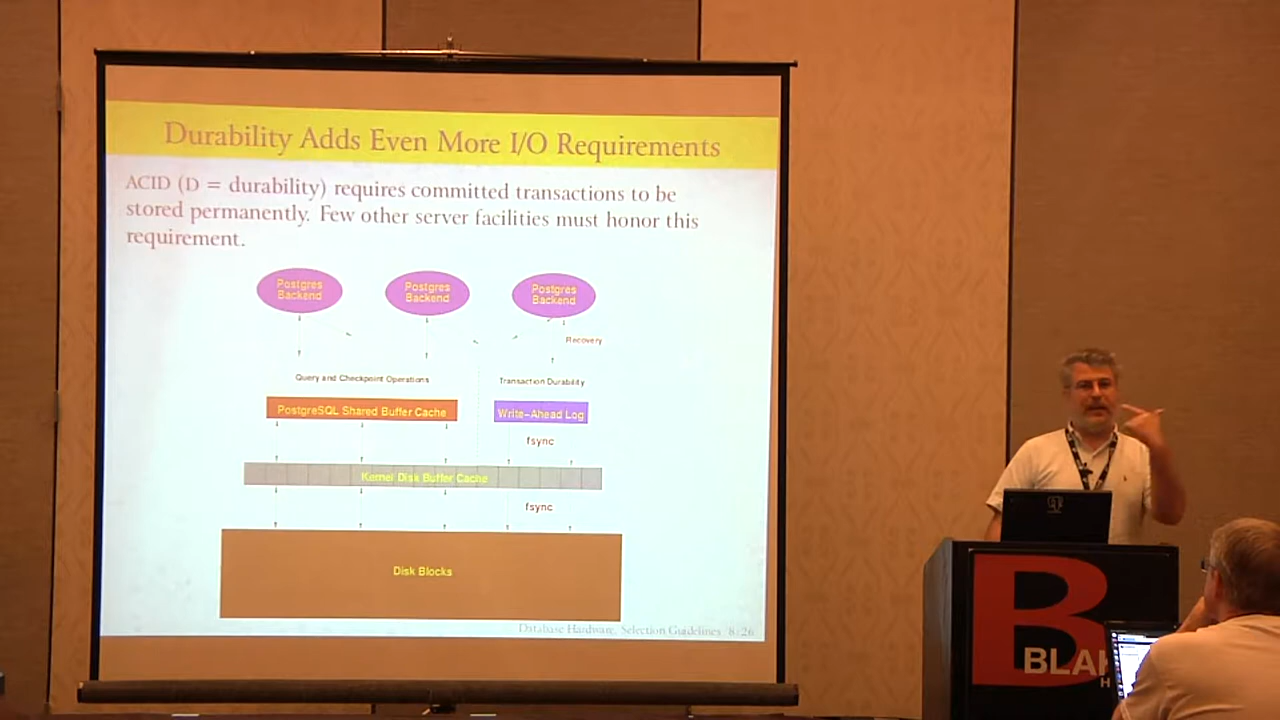 Durability Adds Even More I/O Requirements
ACID (D = durability) requires committed transactions to be
stored permanently. Few other server facilities must honor this
requirement.
Postgres
Backend
Postgres
Backend
Postgres
Backend
Recovery
Query and Checkpoint Operations
Transaction Durability
PostgreSQL Shared Buffer Cache
Write-Ahead Log
fsync
Kernel Disk Buffer Cache
fsync
Disk Blocks
Database Hardware, Selection Guidelines 8/26
B
BLA
H